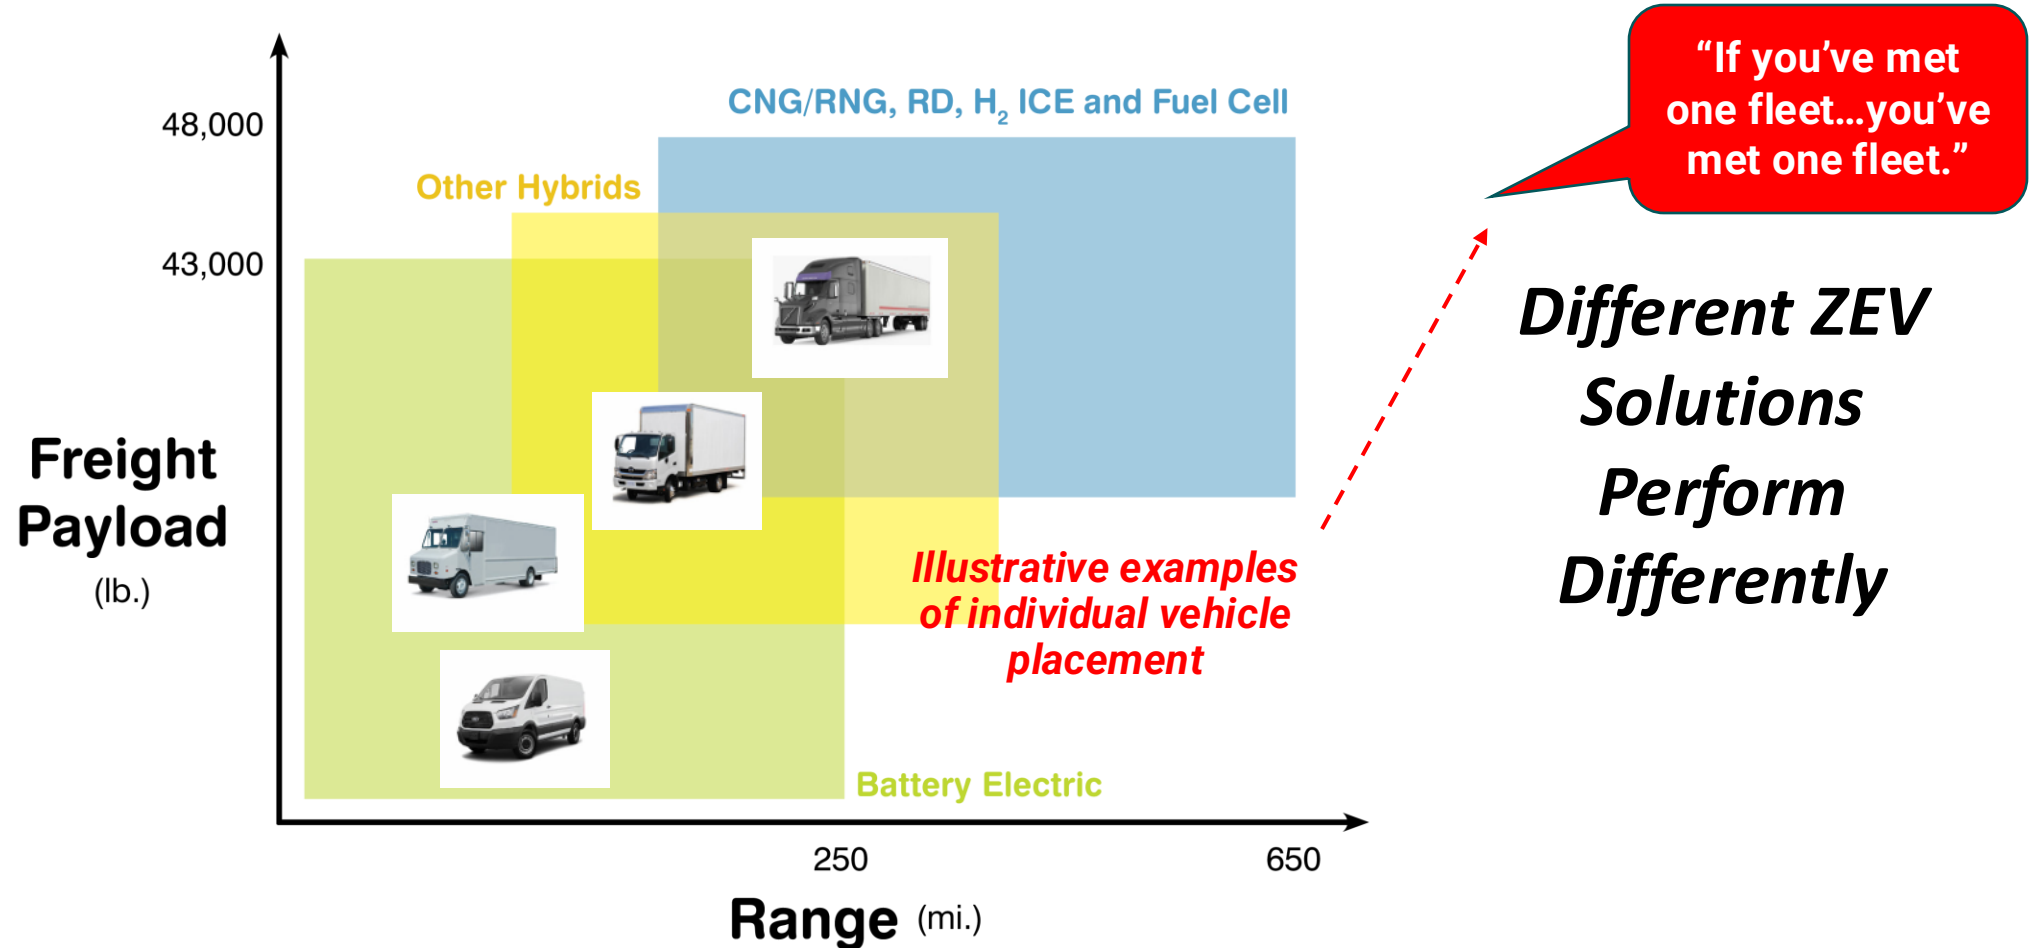 “If you’ve met
one fleet...you’ve
met one fleet.”
CNG/RNG, RD, H₂ ICE and Fuel Cell
48,000
Other Hybrids
43,000
Different ZEV
Solutions
Perform
Differently
Freight
Payload
(lb.)
Illustrative examples
of individual vehicle
placement
Battery Electric
250
650
Range (mi.)